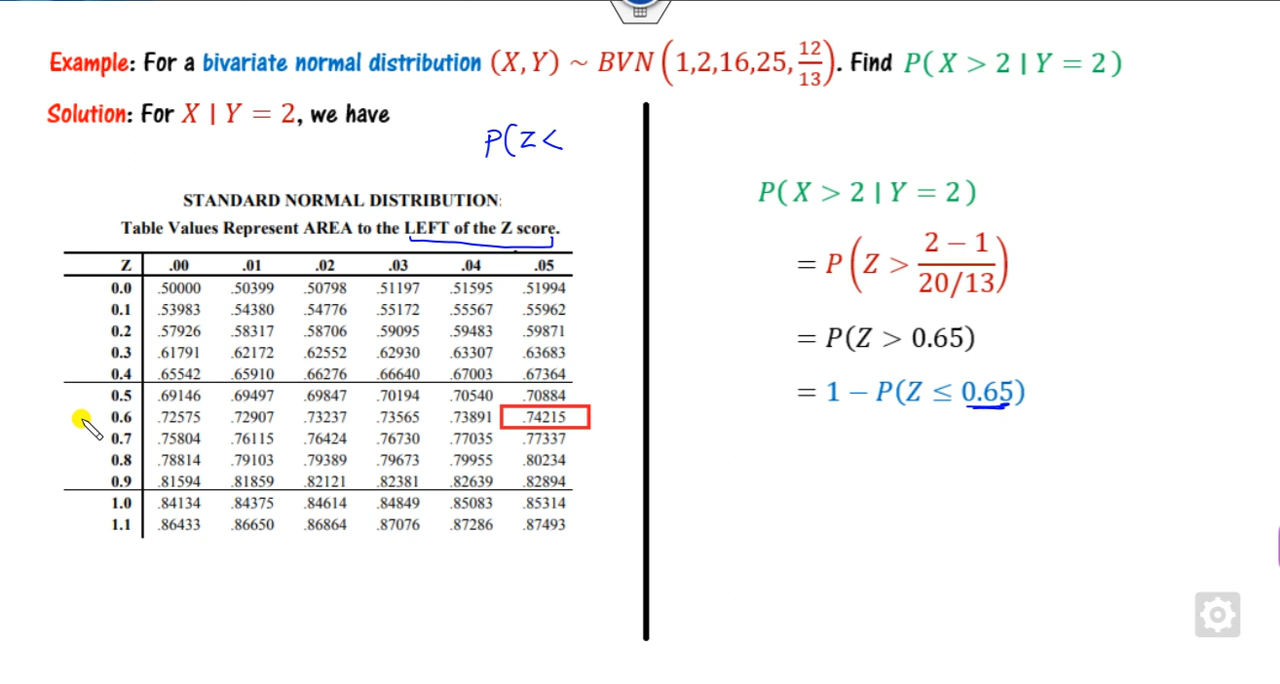 Example: For a bivariate normal distribution (X, Y) ~ BVN (1,2,16,25, 12/13). Find P(X > 2 | Y = 2)
Solution: For X | Y = 2, we have
P(Z <
STANDARD NORMAL DISTRIBUTION:
Table Values Represent AREA to the LEFT of the Z score.
Z .00 .01 .02 .03 .04 .05
0.0 .50000 .50399 .50798 .51197 .51595 .51994
0.1 .53983 .54380 .54776 .55172 .55567 .55962
0.2 .57926 .58317 .58706 .59095 .59483 .59871
0.3 .61791 .62172 .62552 .62930 .63307 .63683
0.4 .65542 .65910 .66276 .66640 .67003 .67364
0.5 .69146 .69497 .69847 .70194 .70540 .70884
0.6 .72575 .72907 .73237 .73565 .73891 .74215
0.7 .75804 .76115 .76424 .76730 .77035 .77337
0.8 .78814 .79103 .79389 .79673 .79955 .80234
0.9 .81594 .81859 .82121 .82381 .82639 .82894
1.0 .84134 .84375 .84614 .84849 .85083 .85314
1.1 .86433 .86650 .86864 .87076 .87286 .87493
P(X > 2 | Y = 2)
= P(Z > (2 − 1)/(20/13))
= P(Z > 0.65)
= 1 − P(Z ≤ 0.65)